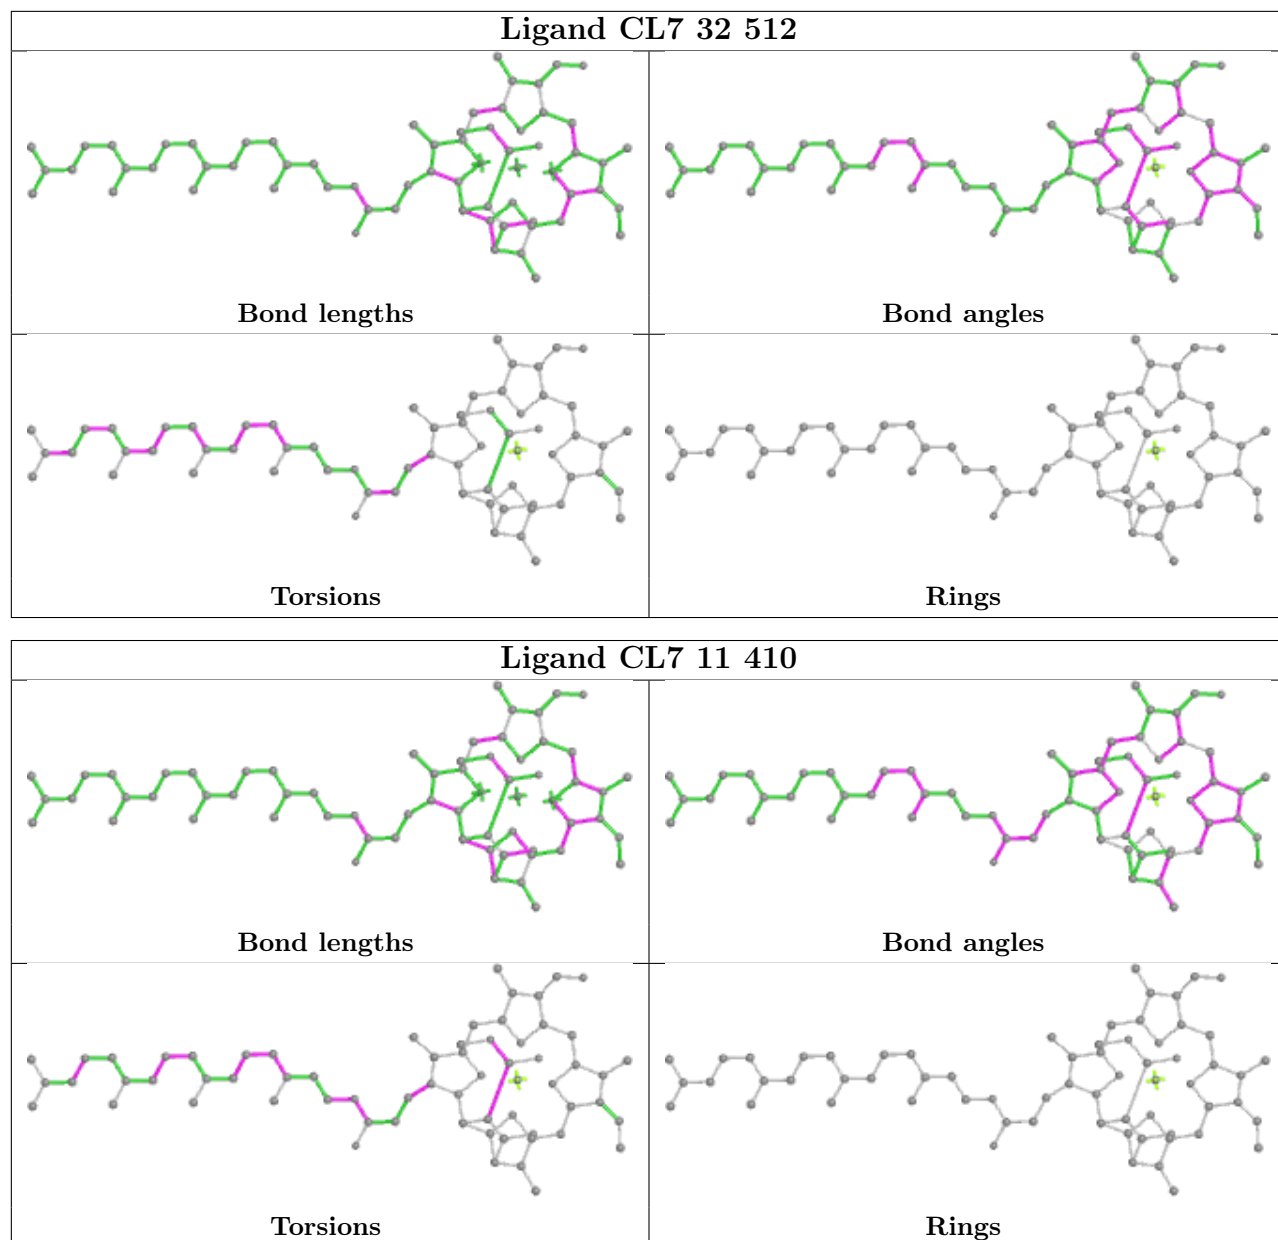 Ligand CL7 32 512
Bond lengths
Bond angles
Torsions
Rings
Ligand CL7 11 410
Bond lengths
Bond angles
Torsions
Rings